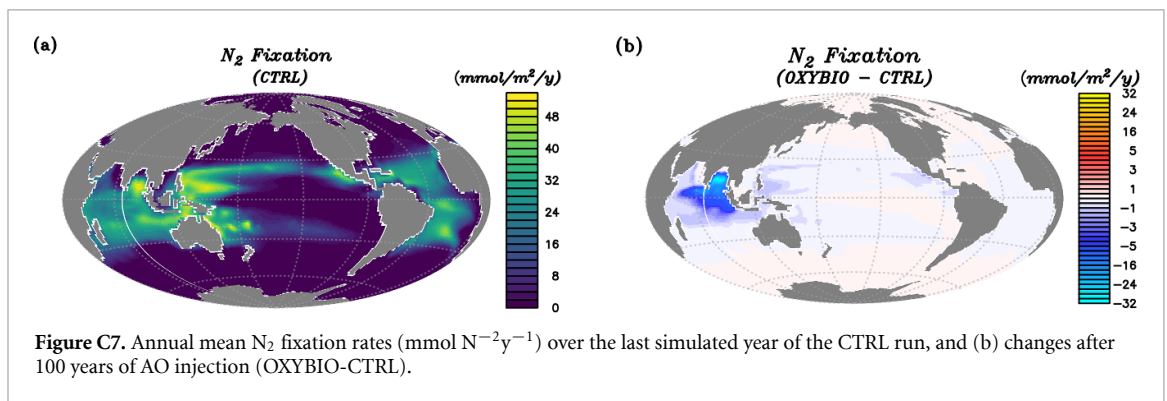 (a)
N₂ Fixation
(CTRL)
(mmol/m²/y)
48
40
32
24
16
8
0
(b)
N₂ Fixation
(OXYBIO - CTRL)
(mmol/m²/y)
32
24
16
5
3
1
-1
-3
-5
-16
-24
-32
Figure C7. Annual mean N₂ fixation rates (mmol N⁻²y⁻¹) over the last simulated year of the CTRL run, and (b) changes after
100 years of AO injection (OXYBIO-CTRL).